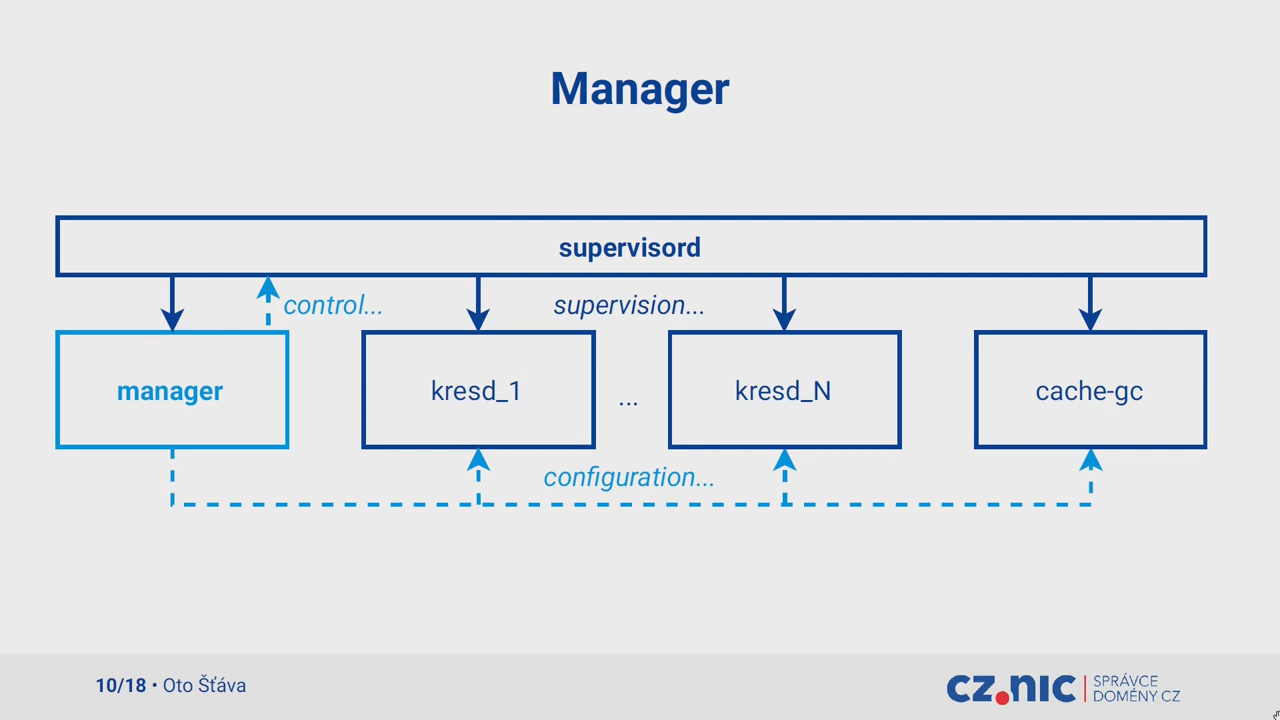 Manager
supervisord
control...
supervision...
manager
kresd_1
...
kresd_N
cache-gc
configuration...
10/18 • Oto Šťáva
cz.nic
SPRÁVCE
DOMÉNY CZ